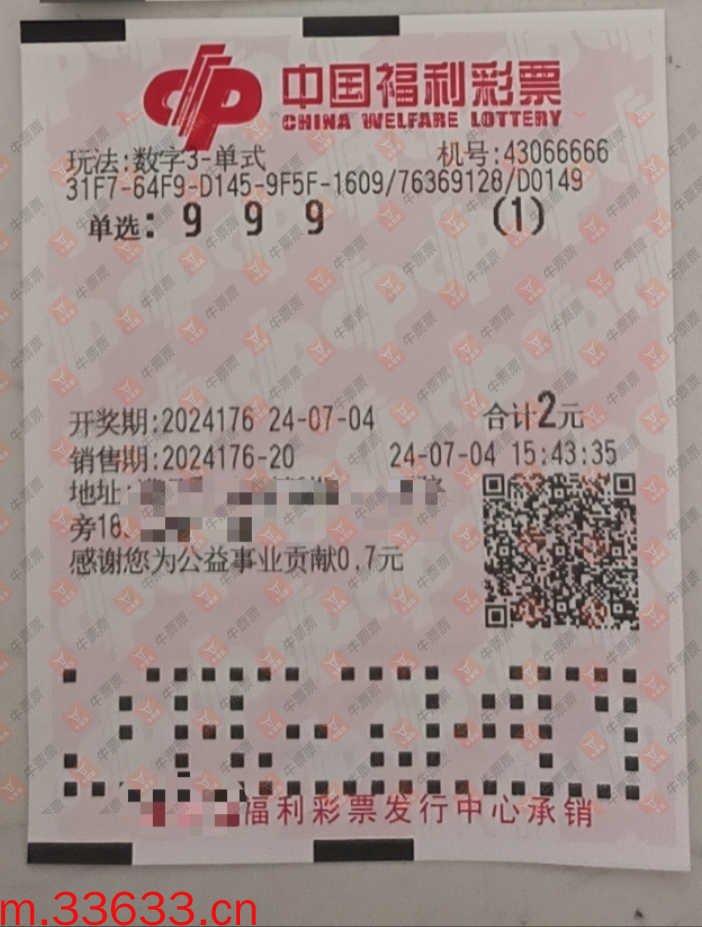 中国福利彩票
CHINA WELFARE LOTTERY
玩法:数字3-单式 机号:43066666
31F7-64F9-D145-9F5F-1609/76369128/D0149
单选: 9 9 9 (1)
开奖期:2024176 24-07-04 合计2元
销售期:2024176-20 24-07-04 15:43:35
地址:
旁18、
感谢您为公益事业贡献0.7元
福利彩票发行中心承销
m.33633.cn
牛票票